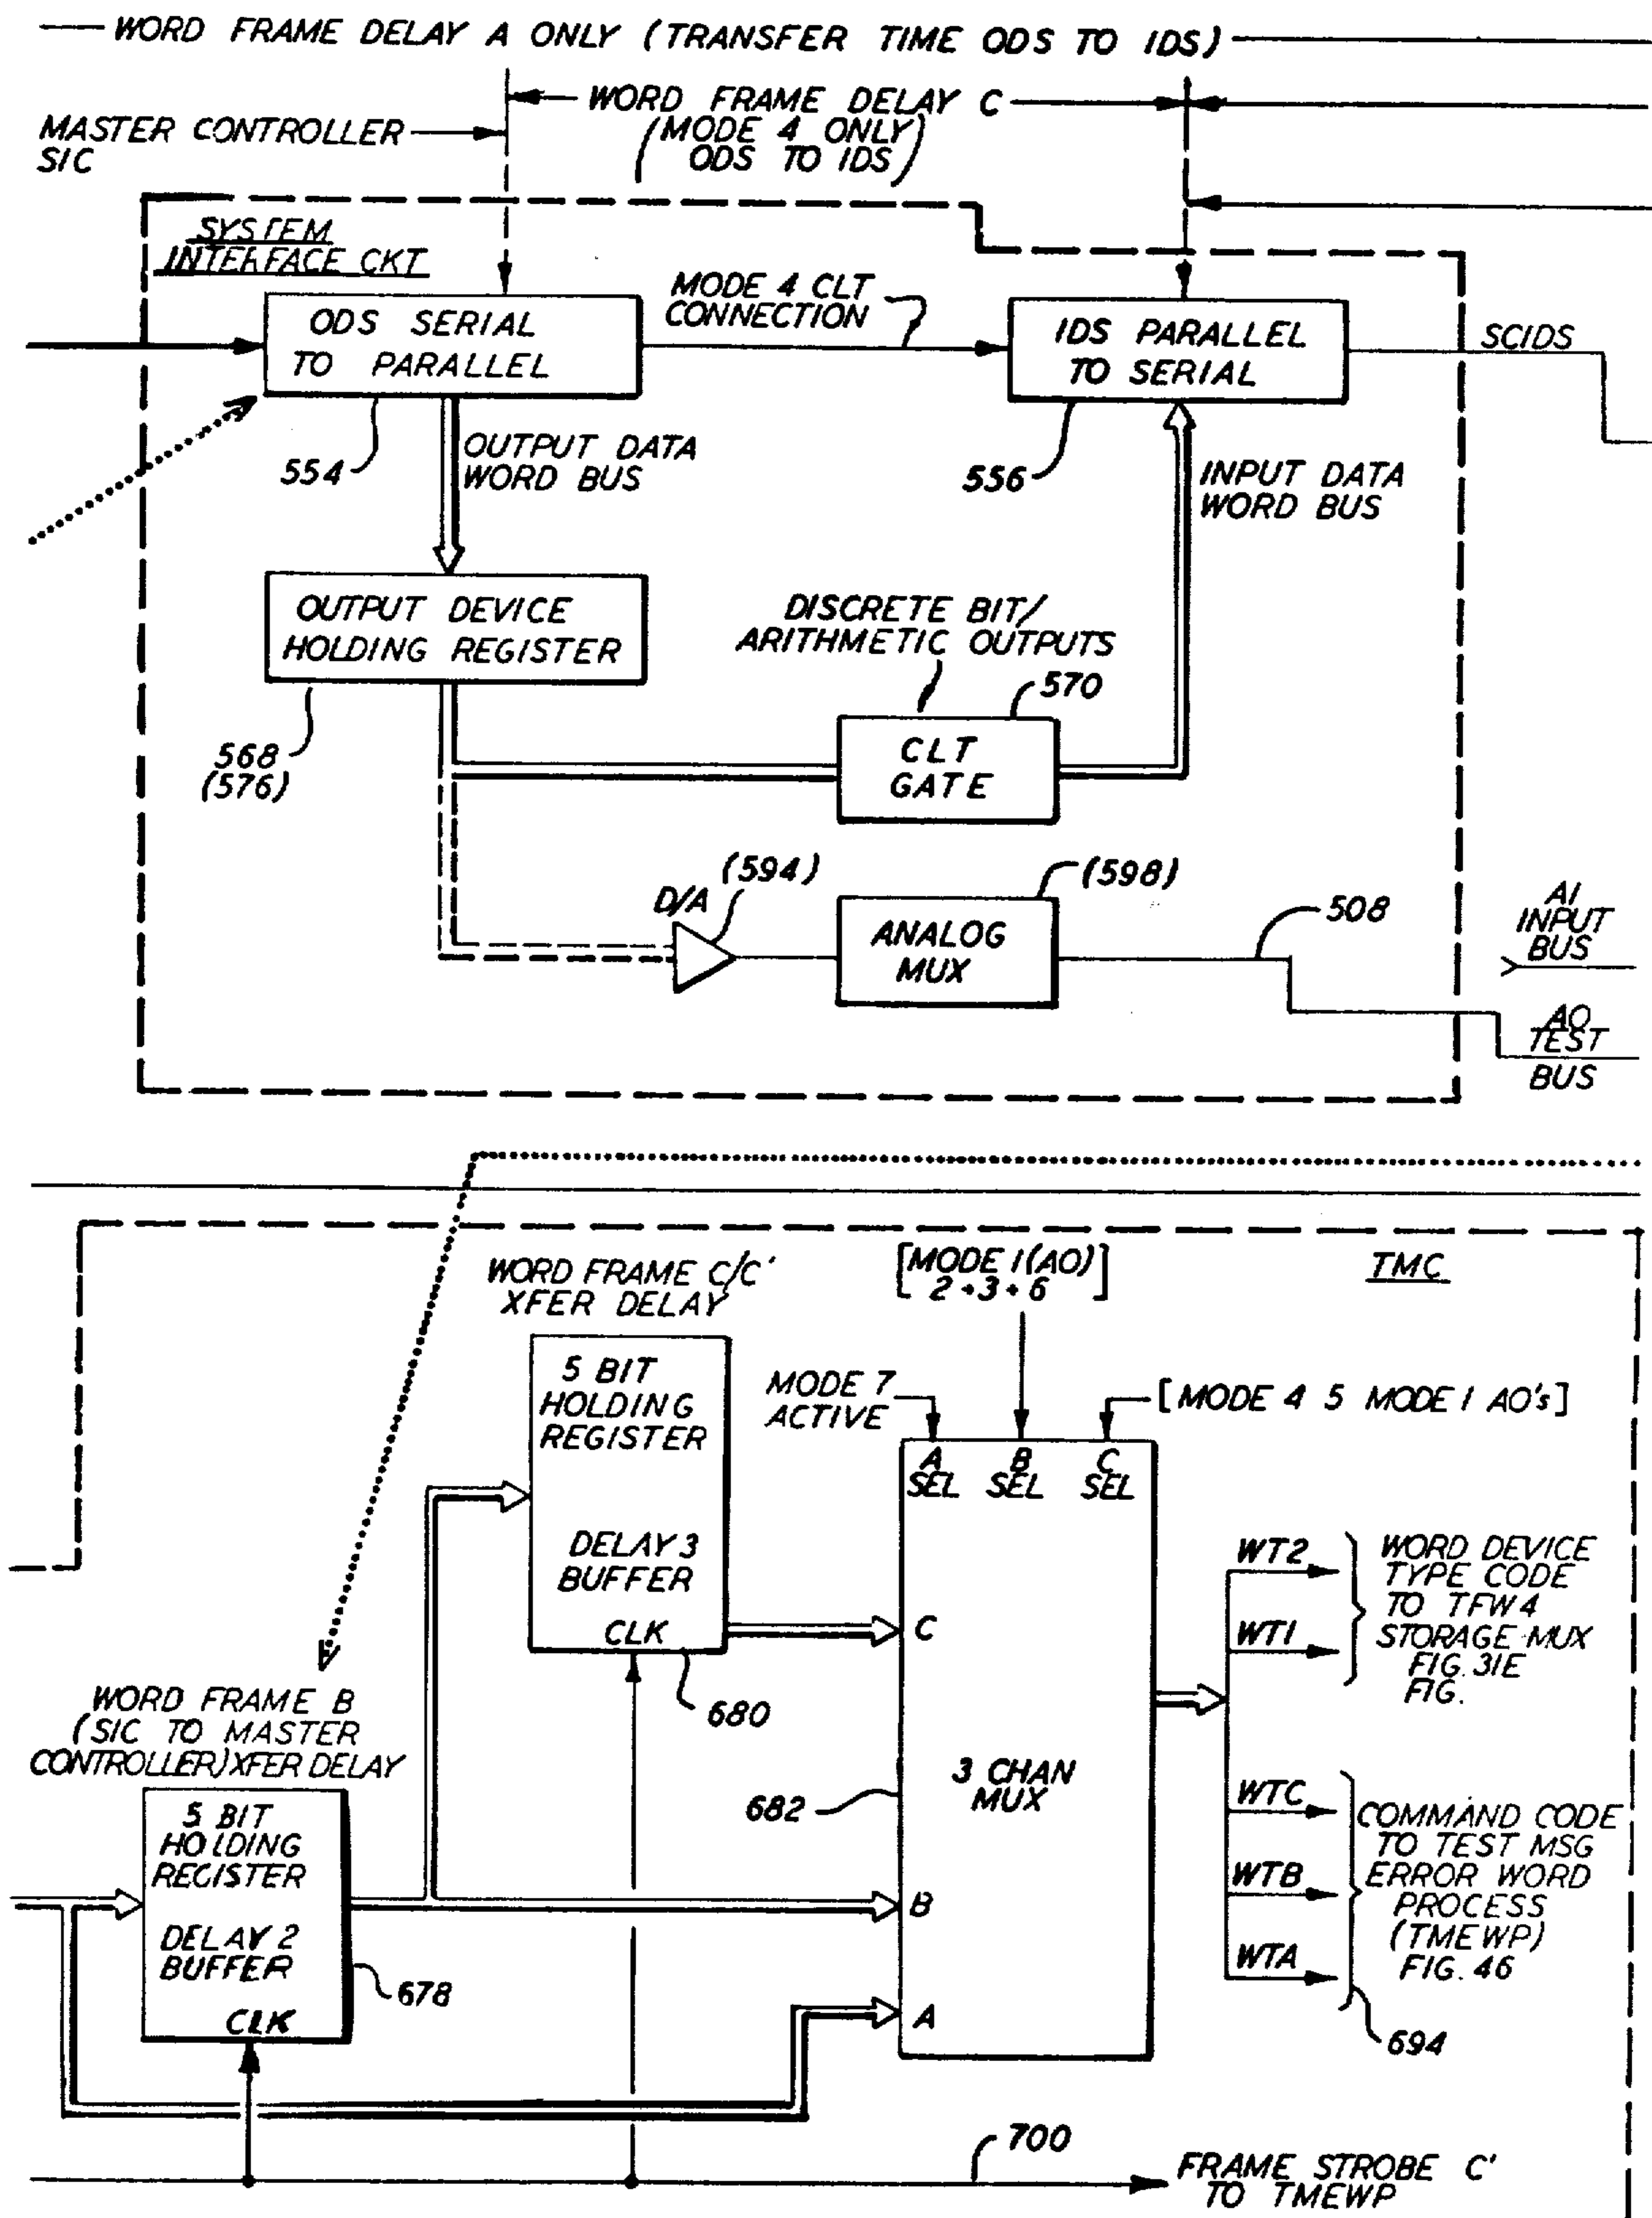 WORD FRAME DELAY A ONLY (TRANSFER TIME ODS TO IDS)
WORD FRAME DELAY C
(MODE 4 ONLY)
ODS TO IDS
MASTER CONTROLLER
SIC
SYSTEM
INTERFACE CKT
ODS SERIAL
TO PARALLEL
MODE 4 CLT
CONNECTION
IDS PARALLEL
TO SERIAL
SCIDS
554
OUTPUT DATA
WORD BUS
556
INPUT DATA
WORD BUS
OUTPUT DEVICE
HOLDING REGISTER
DISCRETE BIT/
ARITHMETIC OUTPUTS
570
568
(576)
CLT
GATE
D/A
(594)
(598)
ANALOG
MUX
508
AI
INPUT
BUS
AO
TEST
BUS
WORD FRAME C/C'
XFER DELAY
[MODE 1(AO)]
2+3+6
TMC
5 BIT
HOLDING
REGISTER
DELAY 3
BUFFER
CLK
680
MODE 7
ACTIVE
[MODE 4 5 MODE 1 AO's]
A
SEL
B
SEL
C
SEL
C
B
A
3 CHAN
MUX
682
WT2
WT1
WORD DEVICE
TYPE CODE
TO TFW4
STORAGE MUX
FIG. 31E
FIG.
WORD FRAME B
(SIC TO MASTER
CONTROLLER)XFER DELAY
5 BIT
HOLDING
REGISTER
DELAY 2
BUFFER
CLK
678
WTC
WTB
WTA
COMMAND CODE
TO TEST MSG
ERROR WORD
PROCESS
(TMEWP)
FIG. 46
694
700
FRAME STROBE C'
TO TMEWP